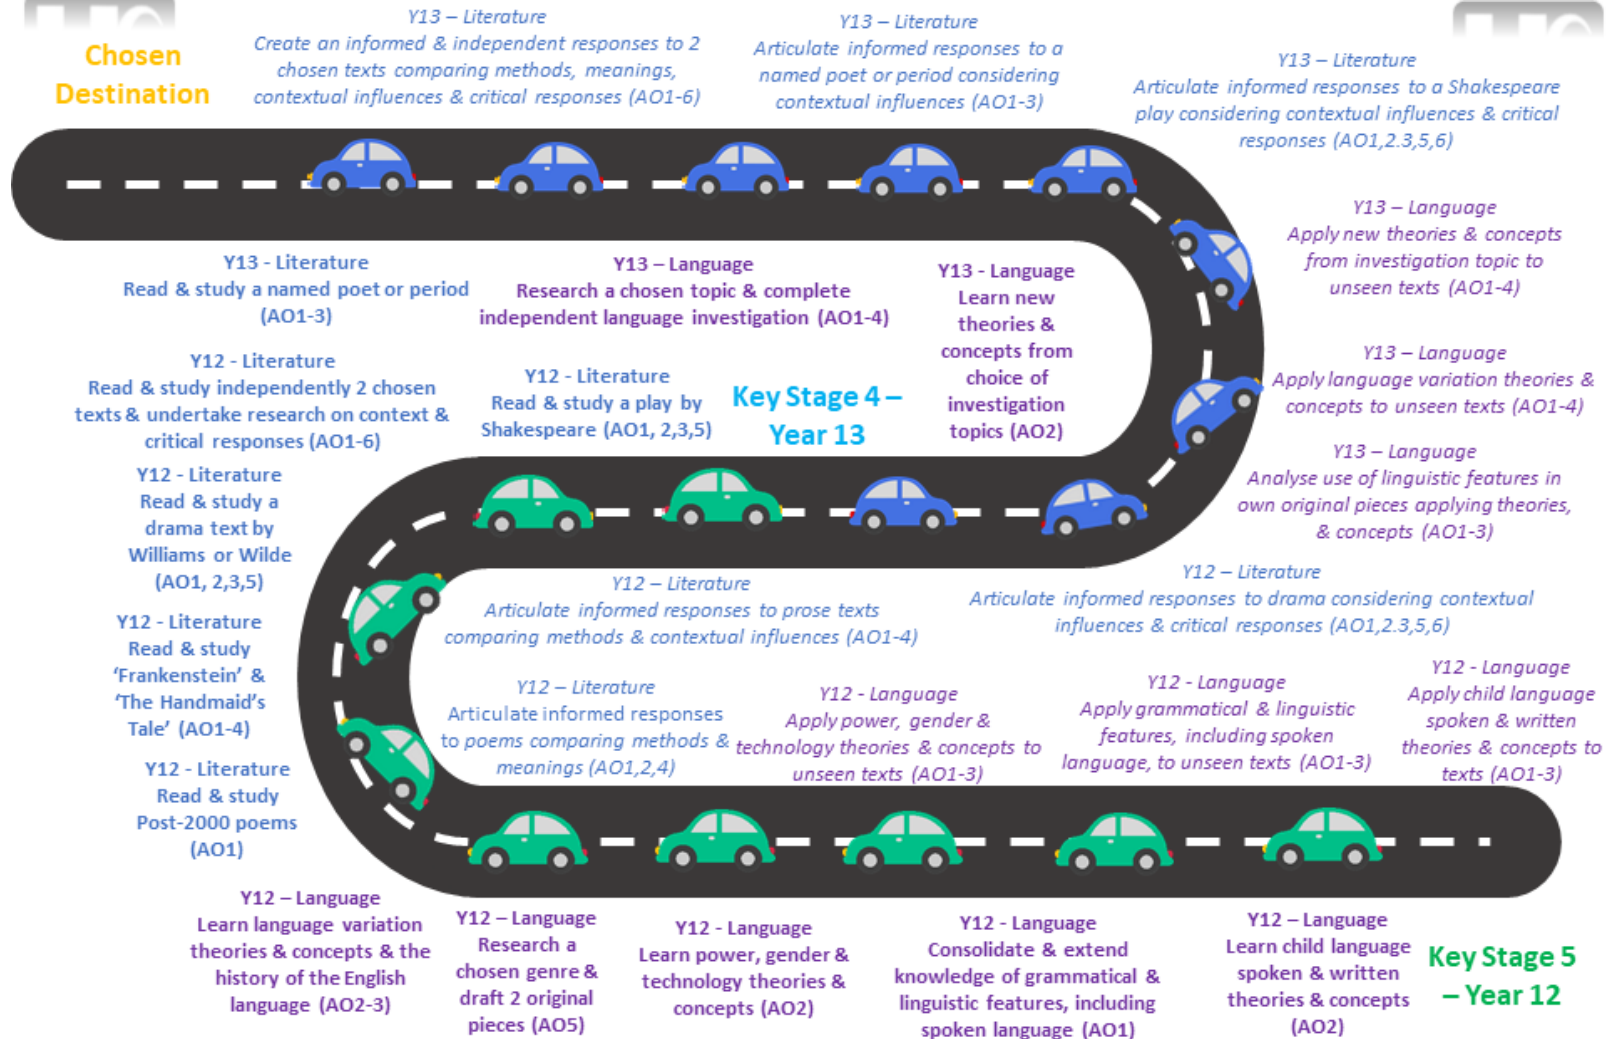 Chosen
Destination
Y13 – Literature
Create an informed & independent responses to 2
chosen texts comparing methods, meanings,
contextual influences & critical responses (AO1-6)
Y13 – Literature
Articulate informed responses to a
named poet or period considering
contextual influences (AO1-3)
Y13 – Literature
Articulate informed responses to a Shakespeare
play considering contextual influences & critical
responses (AO1,2.3,5,6)
Y13 – Language
Apply new theories & concepts
from investigation topic to
unseen texts (AO1-4)
Y13 - Literature
Read & study a named poet or period
(AO1-3)
Y13 – Language
Research a chosen topic & complete
independent language investigation (AO1-4)
Y13 - Language
Learn new
theories &
concepts from
choice of
investigation
topics (AO2)
Y13 – Language
Apply language variation theories &
concepts to unseen texts (AO1-4)
Y12 - Literature
Read & study independently 2 chosen
texts & undertake research on context &
critical responses (AO1-6)
Y12 - Literature
Read & study a play by
Shakespeare (AO1, 2,3,5)
Key Stage 4 –
Year 13
Y13 – Language
Analyse use of linguistic features in
own original pieces applying theories,
& concepts (AO1-3)
Y12 - Literature
Read & study a
drama text by
Williams or Wilde
(AO1, 2,3,5)
Y12 – Literature
Articulate informed responses to prose texts
comparing methods & contextual influences (AO1-4)
Y12 – Literature
Articulate informed responses to drama considering contextual
influences & critical responses (AO1,2.3,5,6)
Y12 - Literature
Read & study
‘Frankenstein’ &
‘The Handmaid’s
Tale’ (AO1-4)
Y12 – Literature
Articulate informed responses
to poems comparing methods &
meanings (AO1,2,4)
Y12 - Language
Apply power, gender &
technology theories & concepts to
unseen texts (AO1-3)
Y12 - Language
Apply grammatical & linguistic
features, including spoken
language, to unseen texts (AO1-3)
Y12 - Language
Apply child language
spoken & written
theories & concepts to
texts (AO1-3)
Y12 - Literature
Read & study
Post-2000 poems
(AO1)
Y12 – Language
Learn language variation
theories & concepts & the
history of the English
language (AO2-3)
Y12 – Language
Research a
chosen genre &
draft 2 original
pieces (AO5)
Y12 - Language
Learn power, gender &
technology theories &
concepts (AO2)
Y12 - Language
Consolidate & extend
knowledge of grammatical &
linguistic features, including
spoken language (AO1)
Y12 – Language
Learn child language
spoken & written
theories & concepts
(AO2)
Key Stage 5
– Year 12